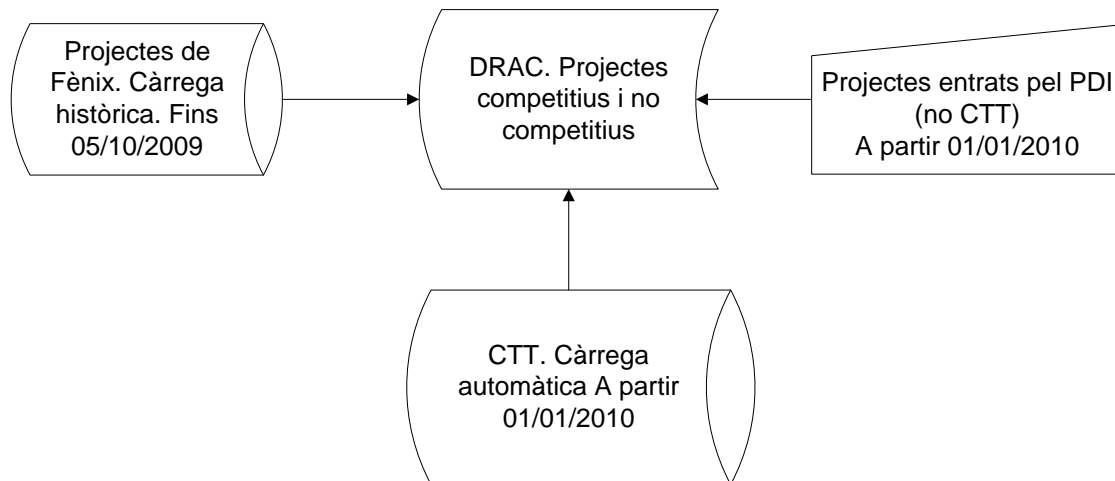 Projectes de
Fènix. Càrrega
històrica. Fins
05/10/2009
DRAC. Projectes
competitius i no
competitius
Projectes entrats pel PDI
(no CTT)
A partir 01/01/2010
CTT. Càrrega
automàtica A partir
01/01/2010